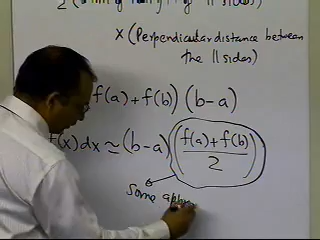 × (Perpendicular distance between
the || sides)
f(a)+f(b) ) (b-a)
f(x)dx ≃ (b-a) ( f(a)+f(b) / 2 )
some